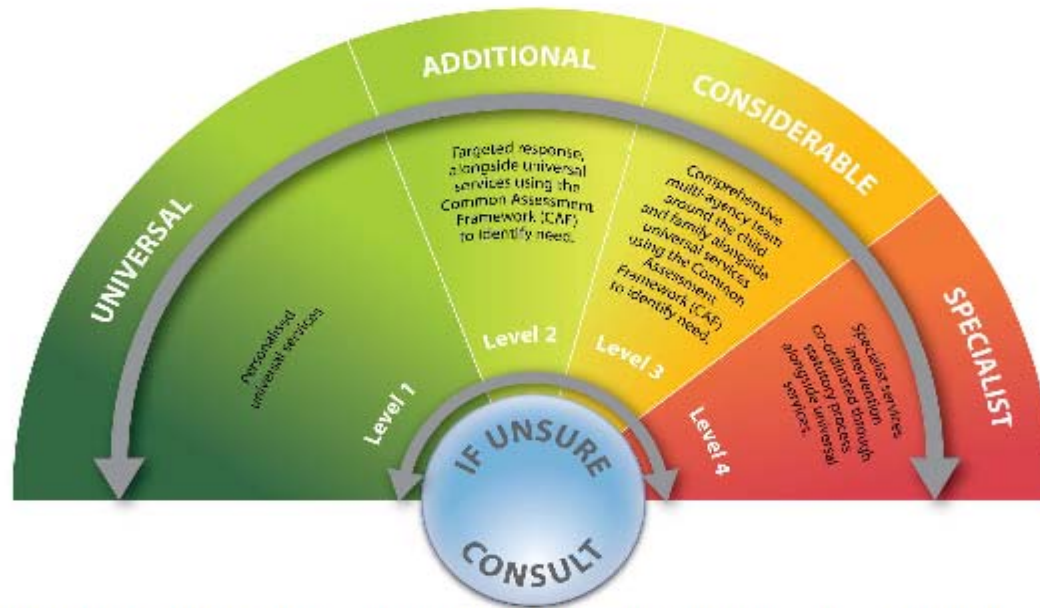 UNIVERSAL
Personalised
universal services
Level 1
ADDITIONAL
Targeted response,
alongside universal
services using the
Common Assessment
Framework (CAF)
to identify need.
Level 2
CONSIDERABLE
Comprehensive
multi-agency team
around the child
and family alongside
universal services
using the Common
Assessment
Framework (CAF)
to identify need.
Level 3
SPECIALIST
Specialist services
intervention
co-ordinated through
statutory process
alongside universal
services.
Level 4
IF UNSURE
CONSULT